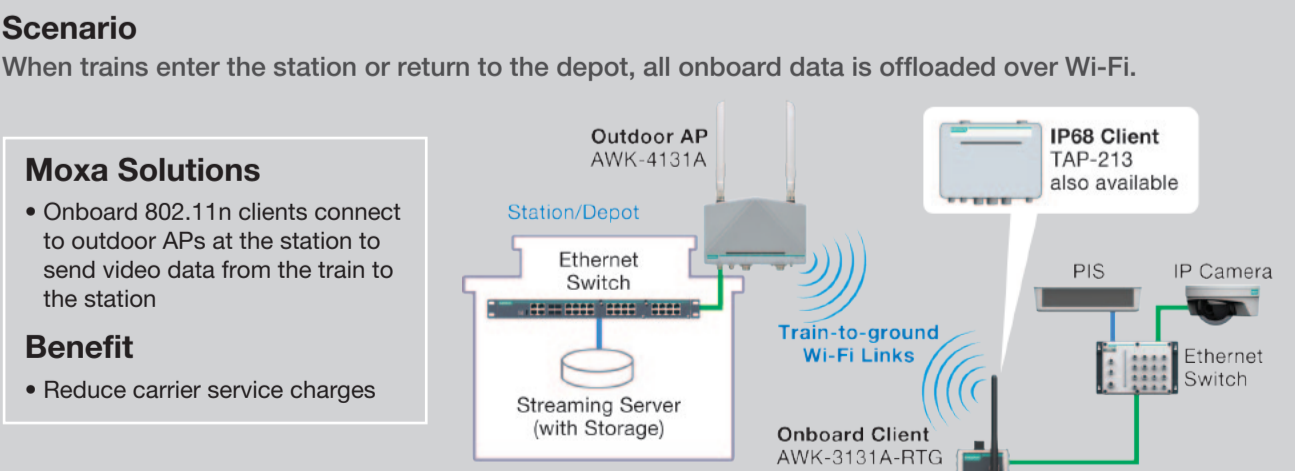 Scenario
When trains enter the station or return to the depot, all onboard data is offloaded over Wi-Fi.
Moxa Solutions
• Onboard 802.11n clients connect
to outdoor APs at the station to
send video data from the train to
the station
Benefit
• Reduce carrier service charges
Outdoor AP
AWK-4131A
Station/Depot
Ethernet
Switch
Streaming Server
(with Storage)
Train-to-ground
Wi-Fi Links
IP68 Client
TAP-213
also available
PIS
IP Camera
Ethernet
Switch
Onboard Client
AWK-3131A-RTG